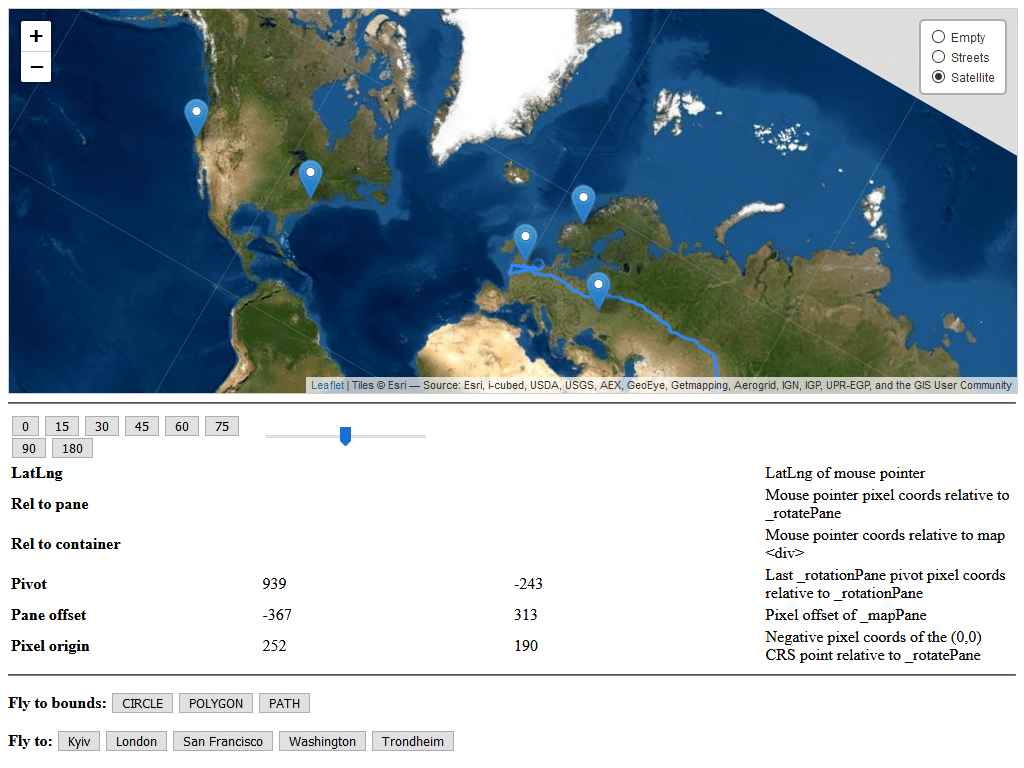 +
−
Empty
Streets
Satellite
Leaflet | Tiles © Esri — Source: Esri, i-cubed, USDA, USGS, AEX, GeoEye, Getmapping, Aerogrid, IGN, IGP, UPR-EGP, and the GIS User Community
0 15 30 45 60 75
90 180
LatLng LatLng of mouse pointer
Rel to pane Mouse pointer pixel coords relative to
_rotatePane
Rel to container Mouse pointer coords relative to map
<div>
Pivot 939 -243 Last _rotationPane pivot pixel coords
relative to _rotationPane
Pane offset -367 313 Pixel offset of _mapPane
Pixel origin 252 190 Negative pixel coords of the (0,0)
CRS point relative to _rotatePane
Fly to bounds: CIRCLE POLYGON PATH
Fly to: Kyiv London San Francisco Washington Trondheim